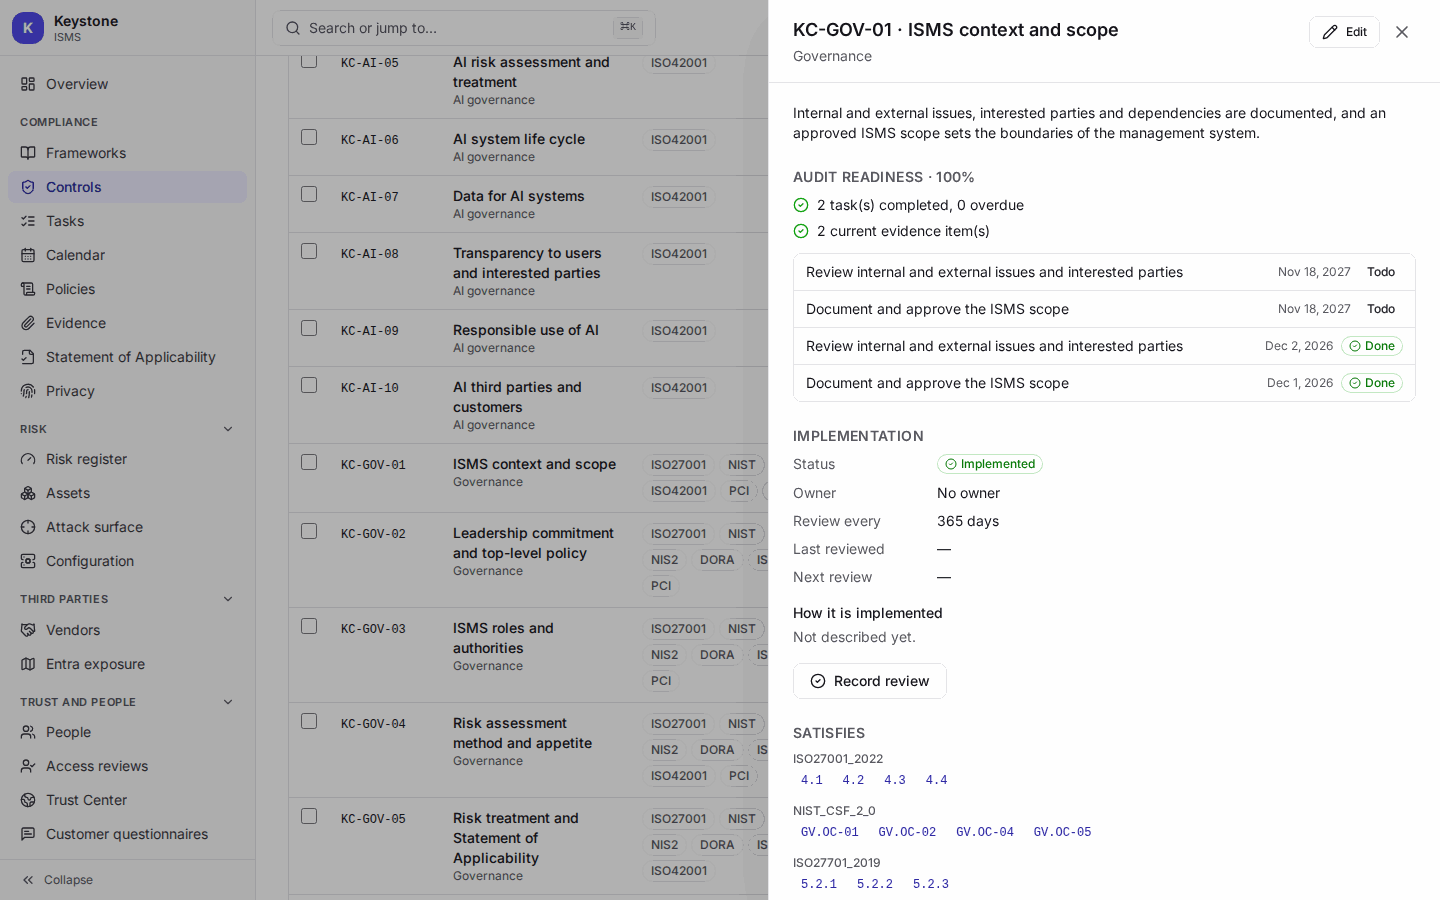 K
Keystone
ISMS
Search or jump to...
⌘K
Overview
COMPLIANCE
Frameworks
Controls
Tasks
Calendar
Policies
Evidence
Statement of Applicability
Privacy
RISK
Risk register
Assets
Attack surface
Configuration
THIRD PARTIES
Vendors
Entra exposure
TRUST AND PEOPLE
People
Access reviews
Trust Center
Customer questionnaires
Collapse
KC-AI-05
AI risk assessment and
treatment
AI governance
ISO42001
KC-AI-06
AI system life cycle
AI governance
ISO42001
KC-AI-07
Data for AI systems
AI governance
ISO42001
KC-AI-08
Transparency to users
and interested parties
AI governance
ISO42001
KC-AI-09
Responsible use of AI
AI governance
ISO42001
KC-AI-10
AI third parties and
customers
AI governance
ISO42001
KC-GOV-01
ISMS context and scope
Governance
ISO27001 NIST
ISO42001 PCI
KC-GOV-02
Leadership commitment
and top-level policy
Governance
ISO27001 NIST
NIS2 DORA IS
PCI
KC-GOV-03
ISMS roles and
authorities
Governance
ISO27001 NIST
NIS2 DORA IS
PCI
KC-GOV-04
Risk assessment
method and appetite
Governance
ISO27001 NIST
NIS2 DORA IS
ISO42001 PCI
KC-GOV-05
Risk treatment and
Statement of
Applicability
Governance
ISO27001 NIST
NIS2 DORA IS
ISO42001
KC-GOV-01 · ISMS context and scope
Governance
Edit
Internal and external issues, interested parties and dependencies are documented, and an
approved ISMS scope sets the boundaries of the management system.
AUDIT READINESS · 100%
2 task(s) completed, 0 overdue
2 current evidence item(s)
Review internal and external issues and interested parties Nov 18, 2027 Todo
Document and approve the ISMS scope Nov 18, 2027 Todo
Review internal and external issues and interested parties Dec 2, 2026 Done
Document and approve the ISMS scope Dec 1, 2026 Done
IMPLEMENTATION
Status Implemented
Owner No owner
Review every 365 days
Last reviewed —
Next review —
How it is implemented
Not described yet.
Record review
SATISFIES
ISO27001_2022
4.1 4.2 4.3 4.4
NIST_CSF_2_0
GV.OC-01 GV.OC-02 GV.OC-04 GV.OC-05
ISO27701_2019
5.2.1 5.2.2 5.2.3